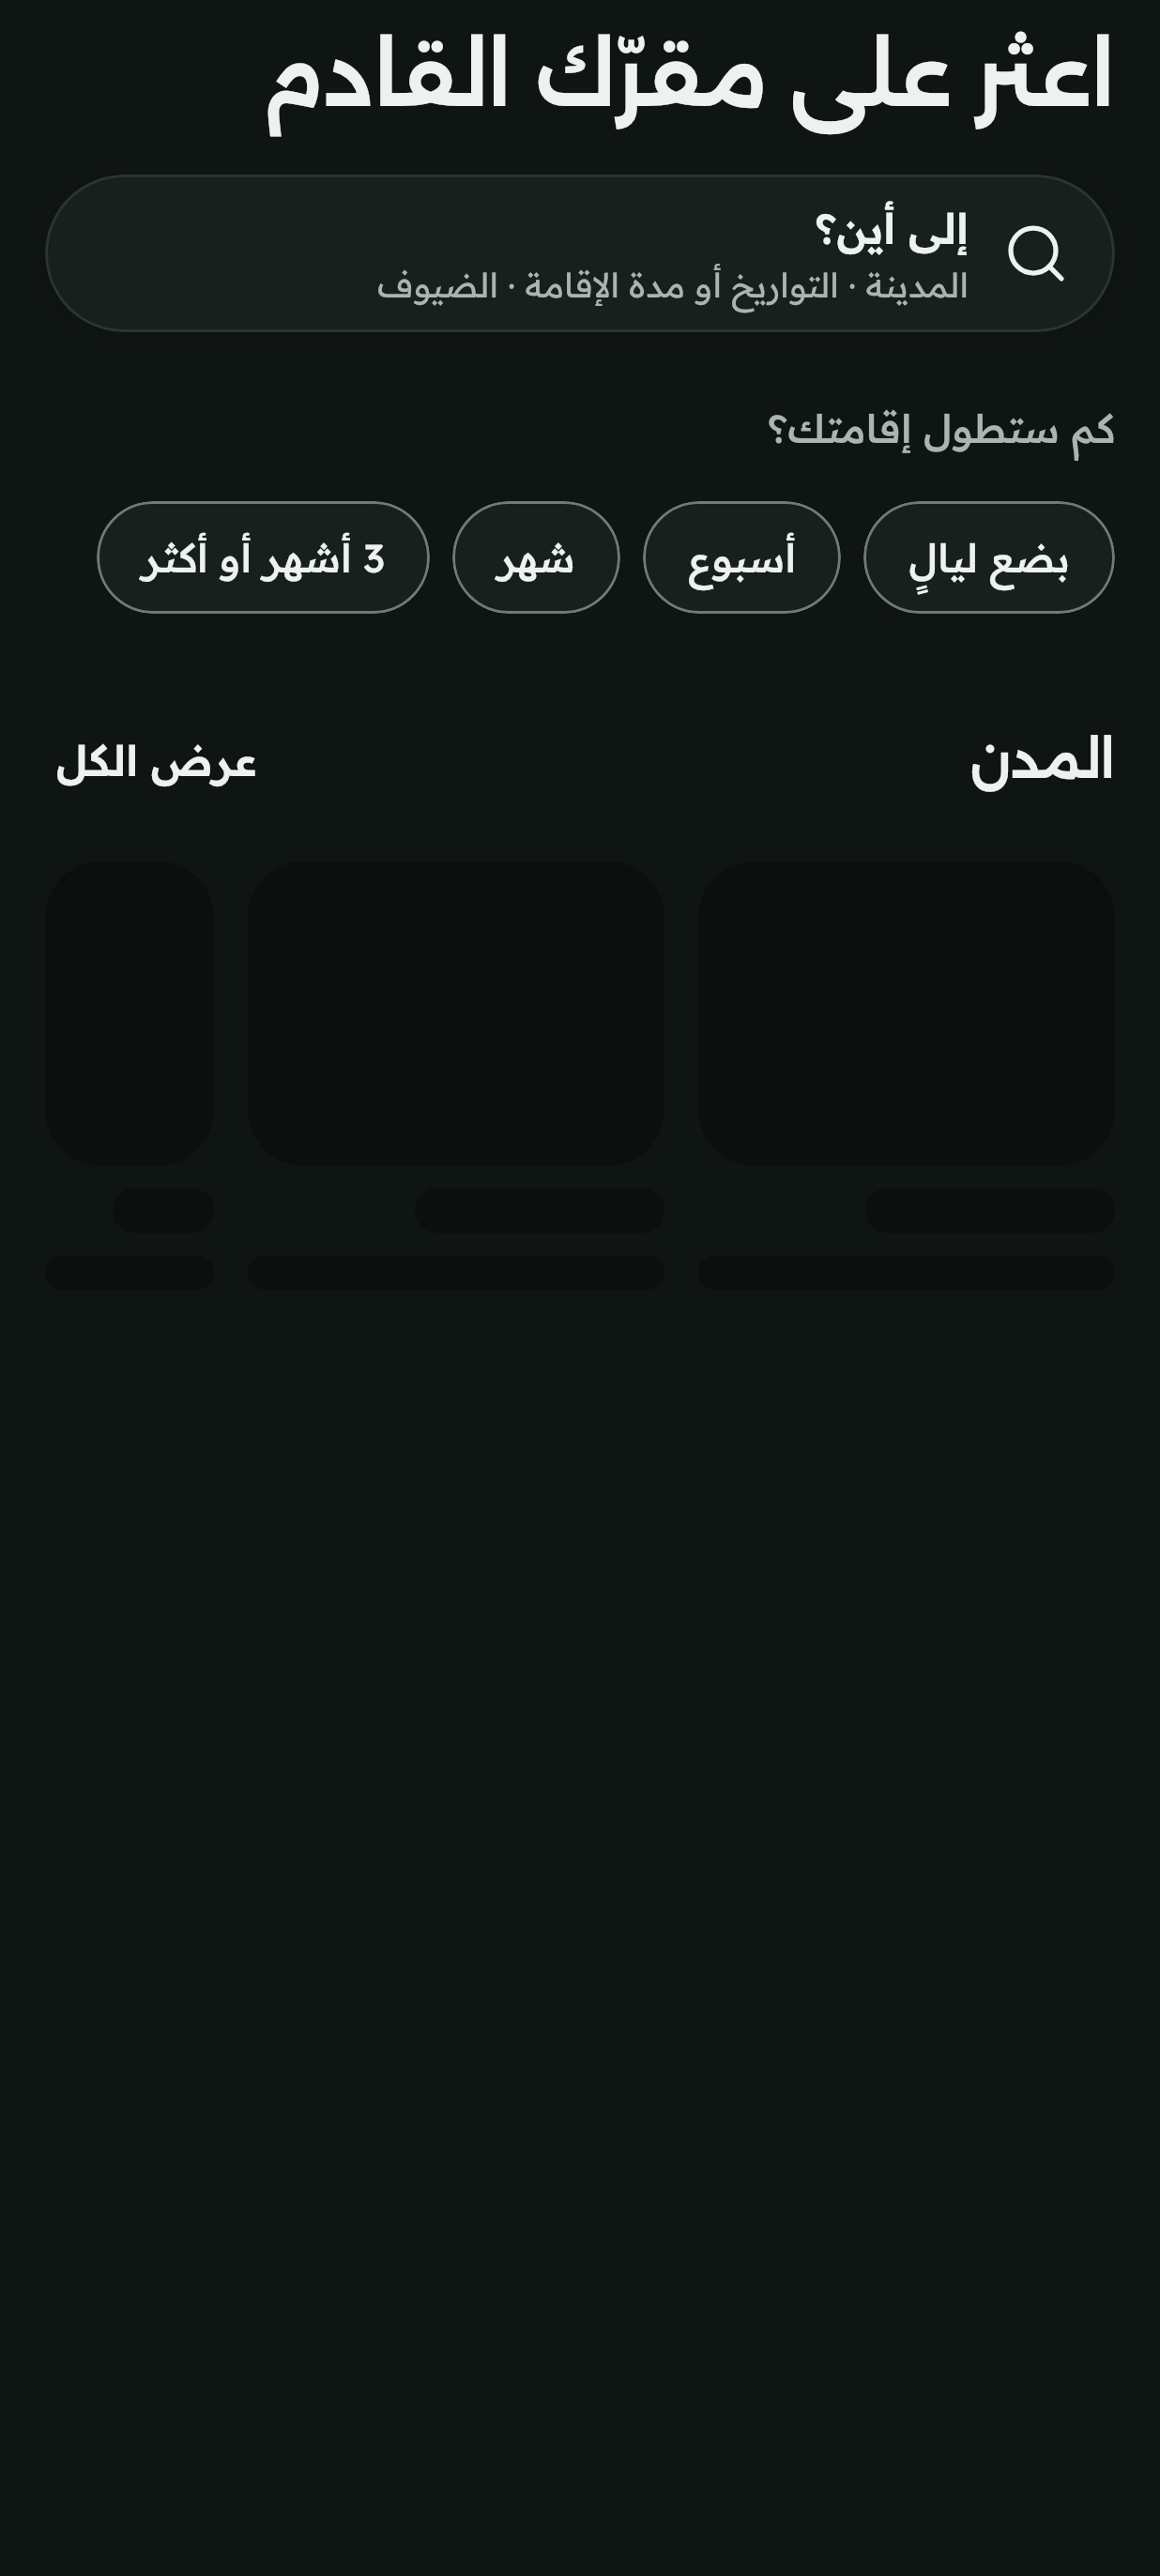 اعثر على مقرّك القادم
إلى أين؟
المدينة · التواريخ أو مدة الإقامة · الضيوف
كم ستطول إقامتك؟
بضع ليالٍ
أسبوع
شهر
3 أشهر أو أكثر
المدن
عرض الكل